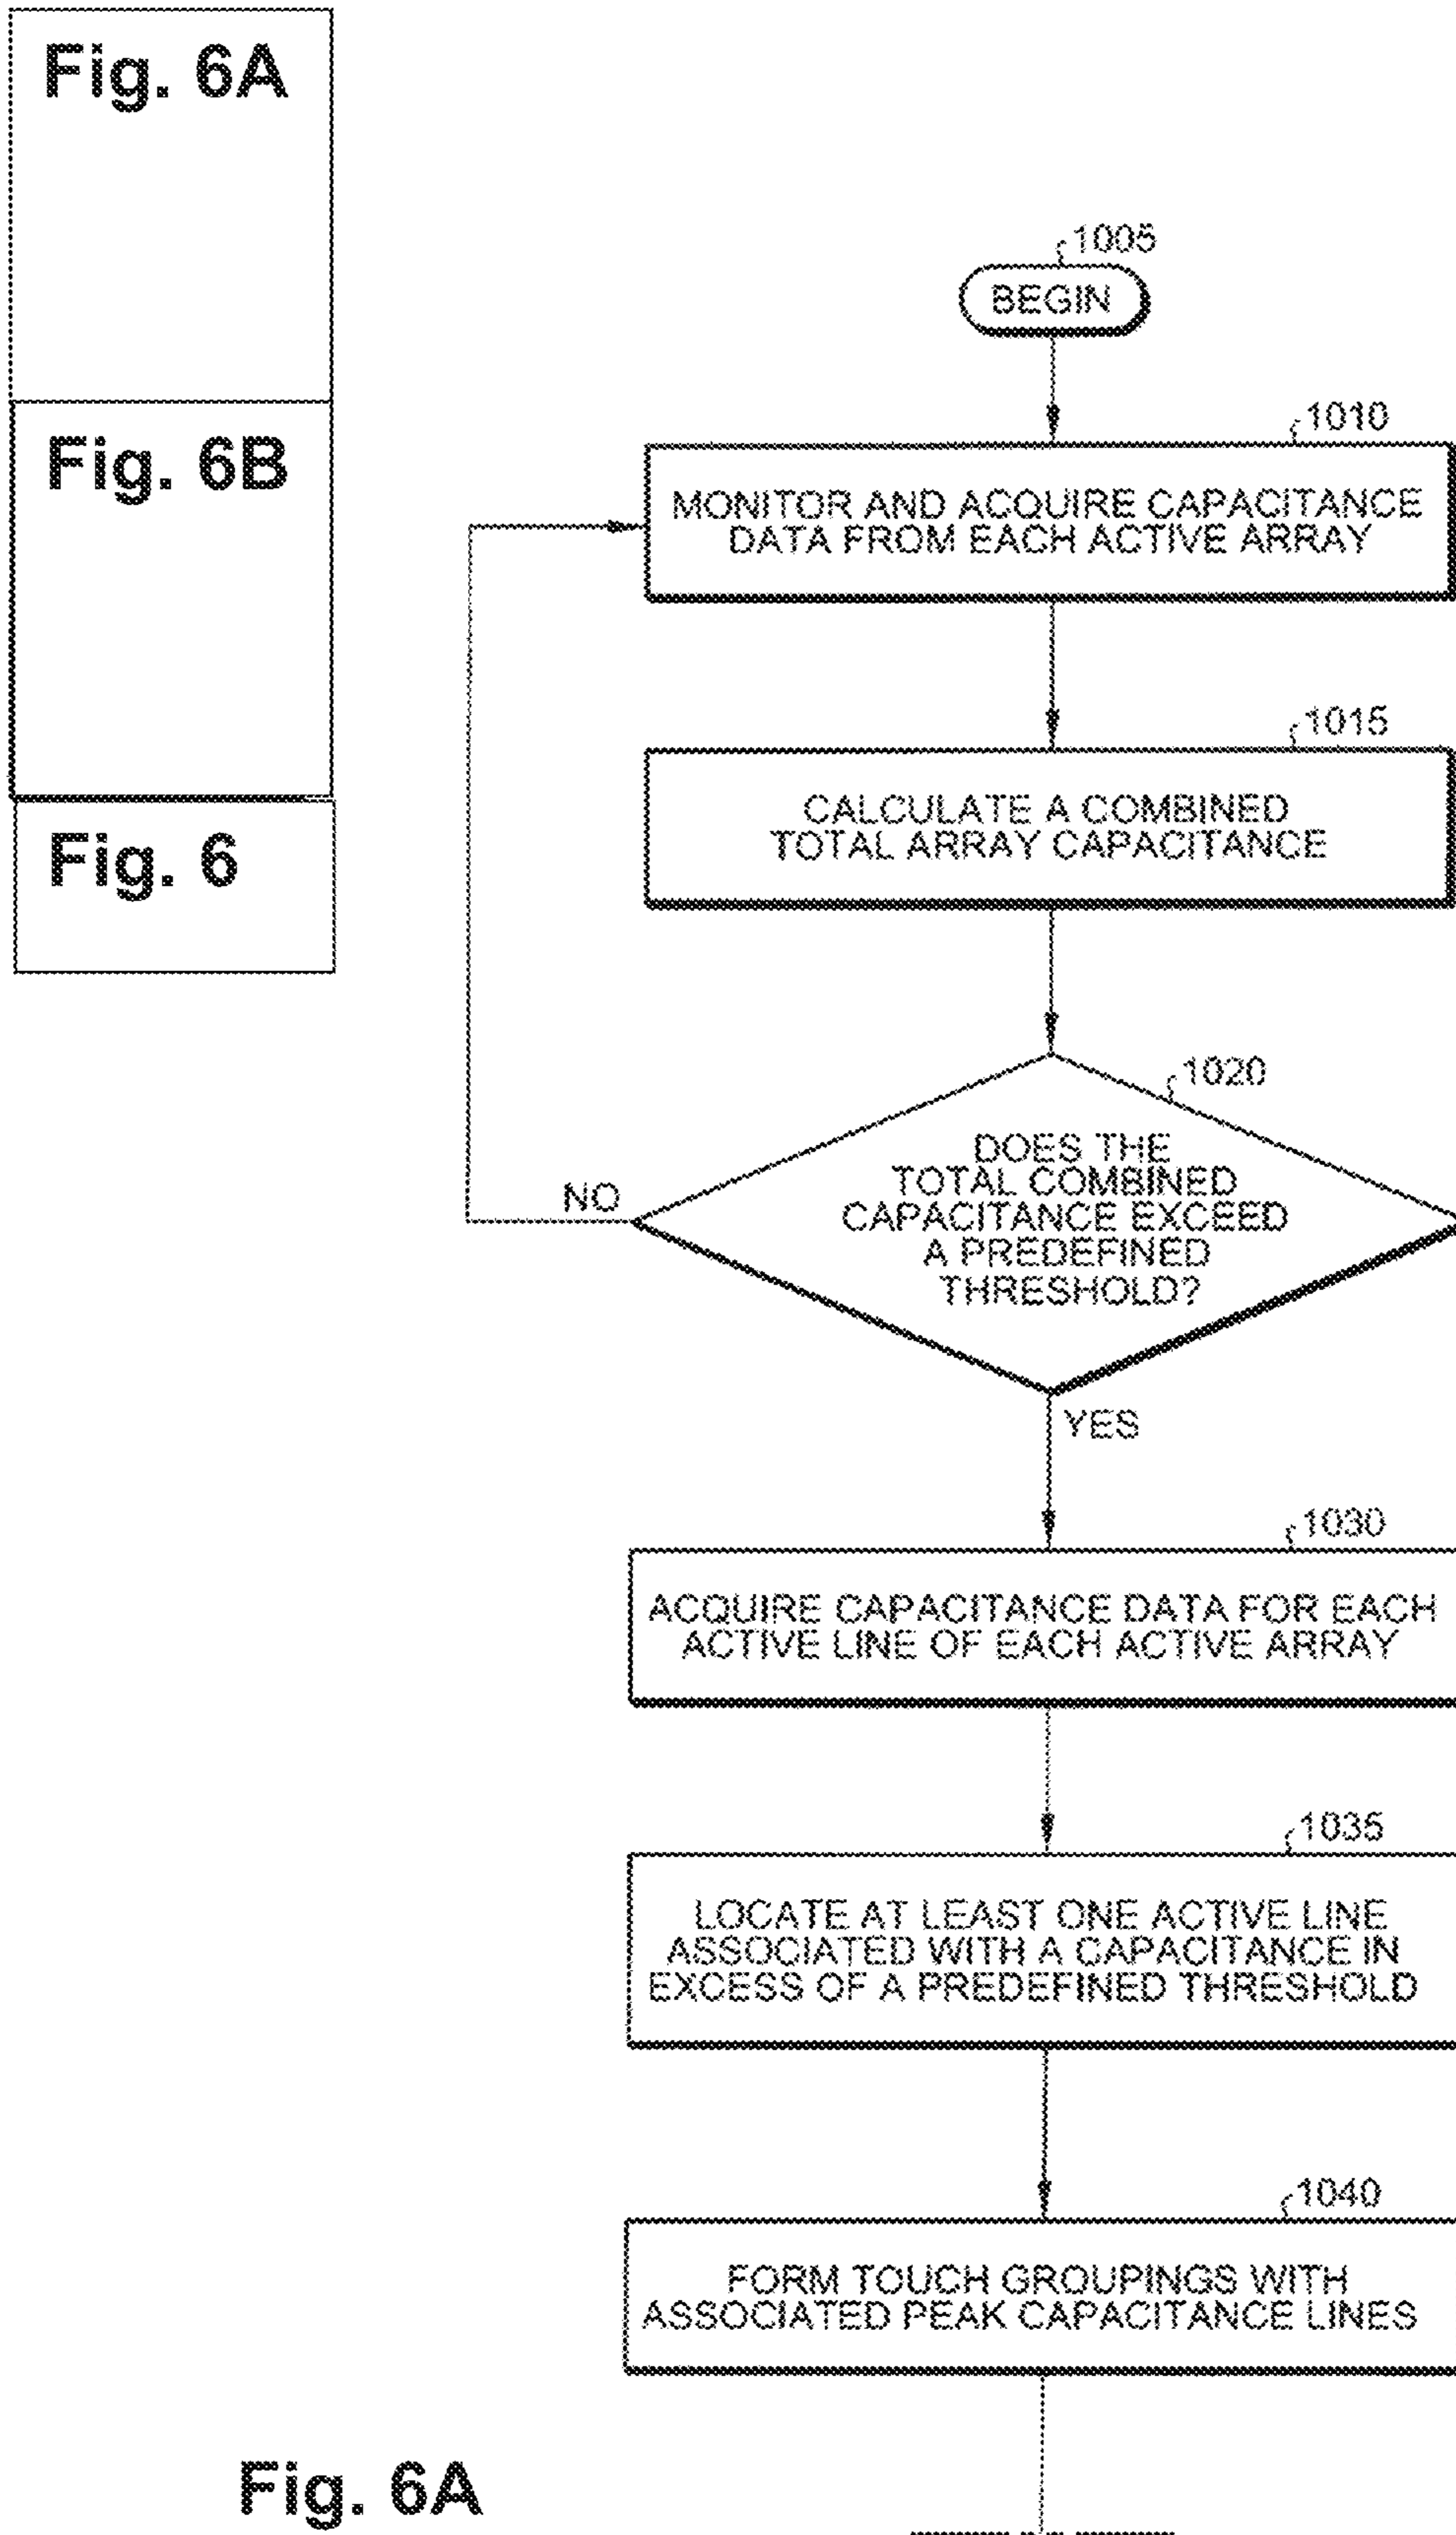 Fig. 6A
Fig. 6B
Fig. 6
1005
BEGIN
1010
MONITOR AND ACQUIRE CAPACITANCE
DATA FROM EACH ACTIVE ARRAY
1015
CALCULATE A COMBINED
TOTAL ARRAY CAPACITANCE
1020
DOES THE
TOTAL COMBINED
CAPACITANCE EXCEED
A PREDEFINED
THRESHOLD?
NO
YES
1030
ACQUIRE CAPACITANCE DATA FOR EACH
ACTIVE LINE OF EACH ACTIVE ARRAY
1035
LOCATE AT LEAST ONE ACTIVE LINE
ASSOCIATED WITH A CAPACITANCE IN
EXCESS OF A PREDEFINED THRESHOLD
1040
FORM TOUCH GROUPINGS WITH
ASSOCIATED PEAK CAPACITANCE LINES
Fig. 6A